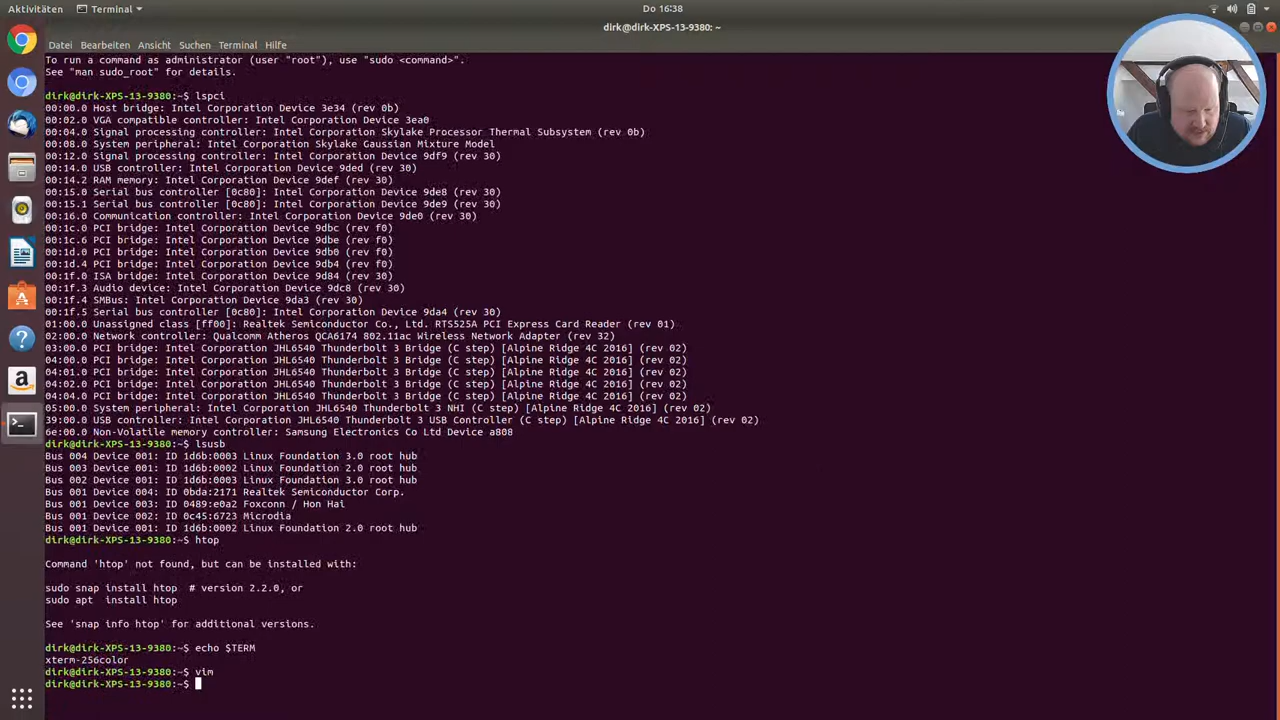 Aktivitäten
Terminal
Do 16:38
dirk@dirk-XPS-13-9380: ~
Datei Bearbeiten Ansicht Suchen Terminal Hilfe
To run a command as administrator (user "root"), use "sudo <command>".
See "man sudo_root" for details.
dirk@dirk-XPS-13-9380:~$ lspci
00:00.0 Host bridge: Intel Corporation Device 3e34 (rev 0b)
00:02.0 VGA compatible controller: Intel Corporation Device 3ea0
00:04.0 Signal processing controller: Intel Corporation Skylake Processor Thermal Subsystem (rev 0b)
00:08.0 System peripheral: Intel Corporation Skylake Gaussian Mixture Model
00:12.0 Signal processing controller: Intel Corporation Device 9df9 (rev 30)
00:14.0 USB controller: Intel Corporation Device 9ded (rev 30)
00:14.2 RAM memory: Intel Corporation Device 9def (rev 30)
00:15.0 Serial bus controller [0c80]: Intel Corporation Device 9de8 (rev 30)
00:15.1 Serial bus controller [0c80]: Intel Corporation Device 9de9 (rev 30)
00:16.0 Communication controller: Intel Corporation Device 9de0 (rev 30)
00:1c.0 PCI bridge: Intel Corporation Device 9dbc (rev f0)
00:1c.6 PCI bridge: Intel Corporation Device 9dbe (rev f0)
00:1d.0 PCI bridge: Intel Corporation Device 9db0 (rev f0)
00:1d.4 PCI bridge: Intel Corporation Device 9db4 (rev f0)
00:1f.0 ISA bridge: Intel Corporation Device 9d84 (rev 30)
00:1f.3 Audio device: Intel Corporation Device 9dc8 (rev 30)
00:1f.4 SMBus: Intel Corporation Device 9da3 (rev 30)
00:1f.5 Serial bus controller [0c80]: Intel Corporation Device 9da4 (rev 30)
01:00.0 Unassigned class [ff00]: Realtek Semiconductor Co., Ltd. RTS525A PCI Express Card Reader (rev 01)
02:00.0 Network controller: Qualcomm Atheros QCA6174 802.11ac Wireless Network Adapter (rev 32)
03:00.0 PCI bridge: Intel Corporation JHL6540 Thunderbolt 3 Bridge (C step) [Alpine Ridge 4C 2016] (rev 02)
04:00.0 PCI bridge: Intel Corporation JHL6540 Thunderbolt 3 Bridge (C step) [Alpine Ridge 4C 2016] (rev 02)
04:01.0 PCI bridge: Intel Corporation JHL6540 Thunderbolt 3 Bridge (C step) [Alpine Ridge 4C 2016] (rev 02)
04:02.0 PCI bridge: Intel Corporation JHL6540 Thunderbolt 3 Bridge (C step) [Alpine Ridge 4C 2016] (rev 02)
04:04.0 PCI bridge: Intel Corporation JHL6540 Thunderbolt 3 Bridge (C step) [Alpine Ridge 4C 2016] (rev 02)
05:00.0 System peripheral: Intel Corporation JHL6540 Thunderbolt 3 NHI (C step) [Alpine Ridge 4C 2016] (rev 02)
39:00.0 USB controller: Intel Corporation JHL6540 Thunderbolt 3 USB Controller (C step) [Alpine Ridge 4C 2016] (rev 02)
6e:00.0 Non-Volatile memory controller: Samsung Electronics Co Ltd Device a808
dirk@dirk-XPS-13-9380:~$ lsusb
Bus 004 Device 001: ID 1d6b:0003 Linux Foundation 3.0 root hub
Bus 003 Device 001: ID 1d6b:0002 Linux Foundation 2.0 root hub
Bus 002 Device 001: ID 1d6b:0003 Linux Foundation 3.0 root hub
Bus 001 Device 004: ID 0bda:2171 Realtek Semiconductor Corp.
Bus 001 Device 003: ID 0489:e0a2 Foxconn / Hon Hai
Bus 001 Device 002: ID 0c45:6723 Microdia
Bus 001 Device 001: ID 1d6b:0002 Linux Foundation 2.0 root hub
dirk@dirk-XPS-13-9380:~$ htop
Command 'htop' not found, but can be installed with:
sudo snap install htop  # version 2.2.0, or
sudo apt  install htop
See 'snap info htop' for additional versions.
dirk@dirk-XPS-13-9380:~$ echo $TERM
xterm-256color
dirk@dirk-XPS-13-9380:~$ vim
dirk@dirk-XPS-13-9380:~$